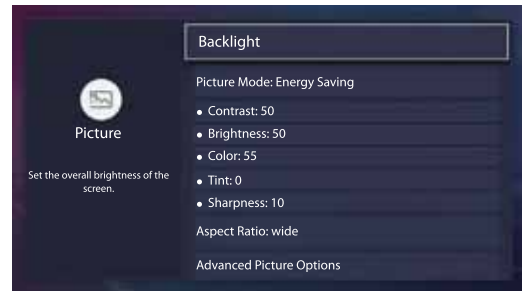 Picture
Set the overall brightness of the
screen.
Backlight
Picture Mode: Energy Saving
• Contrast: 50
• Brightness: 50
• Color: 55
• Tint: 0
• Sharpness: 10
Aspect Ratio: wide
Advanced Picture Options